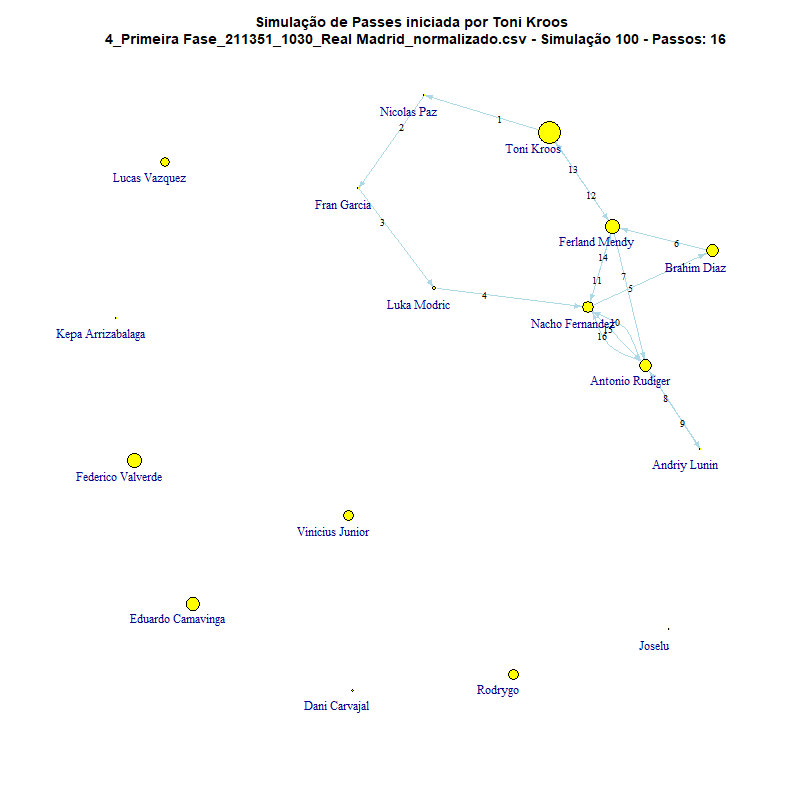 Simulação de Passes iniciada por Toni Kroos
4_Primeira Fase_211351_1030_Real Madrid_normalizado.csv - Simulação 100 - Passos: 16
Nicolas Paz
1
2
Toni Kroos
Lucas Vazquez
13
12
Fran Garcia
3
Ferland Mendy
6
14
Brahim Diaz
7
11
5
4
Luka Modric
Nacho Fernandez
10
15
16
Kepa Arrizabalaga
Antonio Rudiger
8
9
Andriy Lunin
Federico Valverde
Vinicius Junior
Eduardo Camavinga
Joselu
Rodrygo
Dani Carvajal